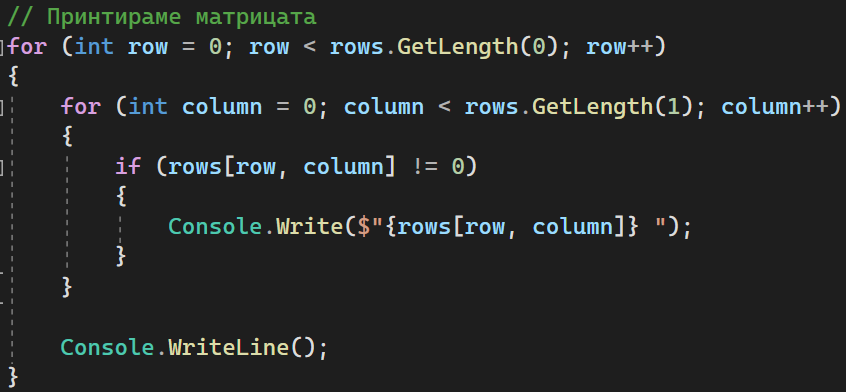 // Принтираме матрицата
for (int row = 0; row < rows.GetLength(0); row++)
{
    for (int column = 0; column < rows.GetLength(1); column++)
    {
        if (rows[row, column] != 0)
        {
            Console.Write($"{rows[row, column]} ");
        }
    }

    Console.WriteLine();
}